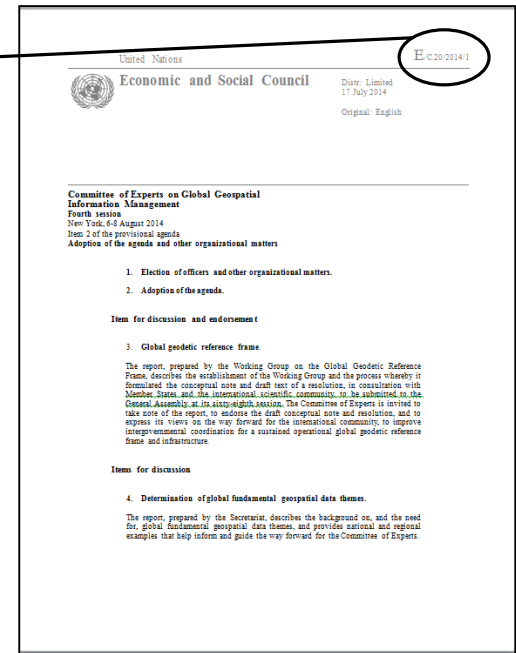 United Nations
E/C.20/2014/1
Economic and Social Council
Distr.: Limited
17 July 2014
Original: English
Committee of Experts on Global Geospatial
Information Management
Fourth session
New York, 6-8 August 2014
Item 2 of the provisional agenda
Adoption of the agenda and other organizational matters
1. Election of officers and other organizational matters.
2. Adoption of the agenda.
Item for discussion and endorsement
3. Global geodetic reference frame.
The report, prepared by the Working Group on the Global Geodetic Reference
Frame, describes the establishment of the Working Group and the process whereby it
formulated the conceptual note and draft text of a resolution, in consultation with
Member States and the international scientific community, to be submitted to the
General Assembly at its sixty-eighth session. The Committee of Experts is invited to
take note of the report, to endorse the draft conceptual note and resolution, and to
express its views on the way forward for the international community, to improve
intergovernmental coordination for a sustained operational global geodetic reference
frame and infrastructure.
Items for discussion
4. Determination of global fundamental geospatial data themes.
The report, prepared by the Secretariat, describes the background on, and the need
for, global fundamental geospatial data themes, and provides national and regional
examples that help inform and guide the way forward for the Committee of Experts.